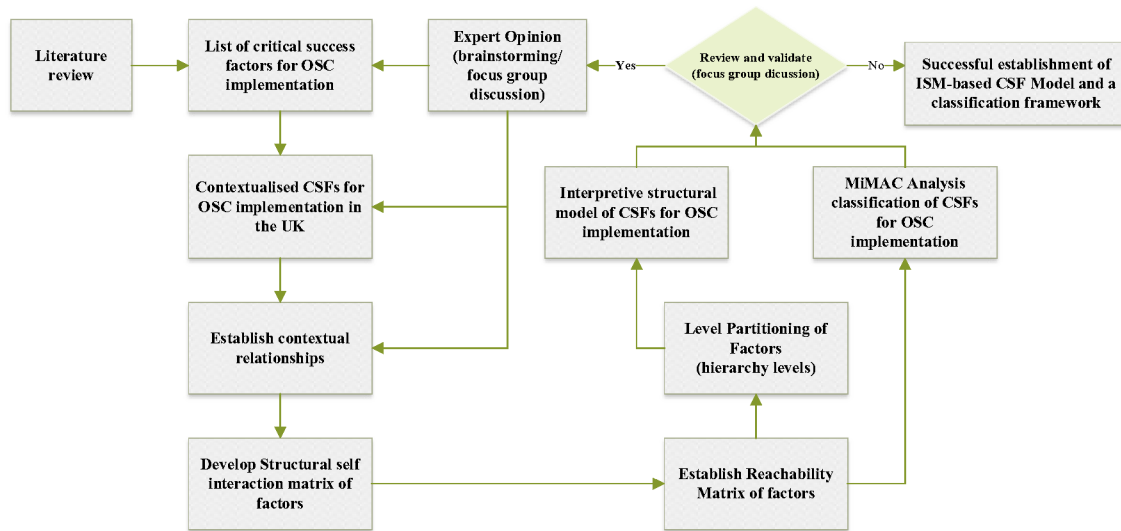 Literature
review
List of critical success
factors for OSC
implementation
Expert Opinion
(brainstorming/
focus group
discussion)
Yes
Review and validate
(focus group dicussion)
No
Successful establishment of
ISM-based CSF Model and a
classification framework
Contextualised CSFs for
OSC implementation in
the UK
Interpretive structural
model of CSFs for OSC
implementation
MiMAC Analysis
classification of CSFs
for OSC
implementation
Establish contextual
relationships
Level Partitioning of
Factors
(hierarchy levels)
Develop Structural self
interaction matrix of
factors
Establish Reachability
Matrix of factors